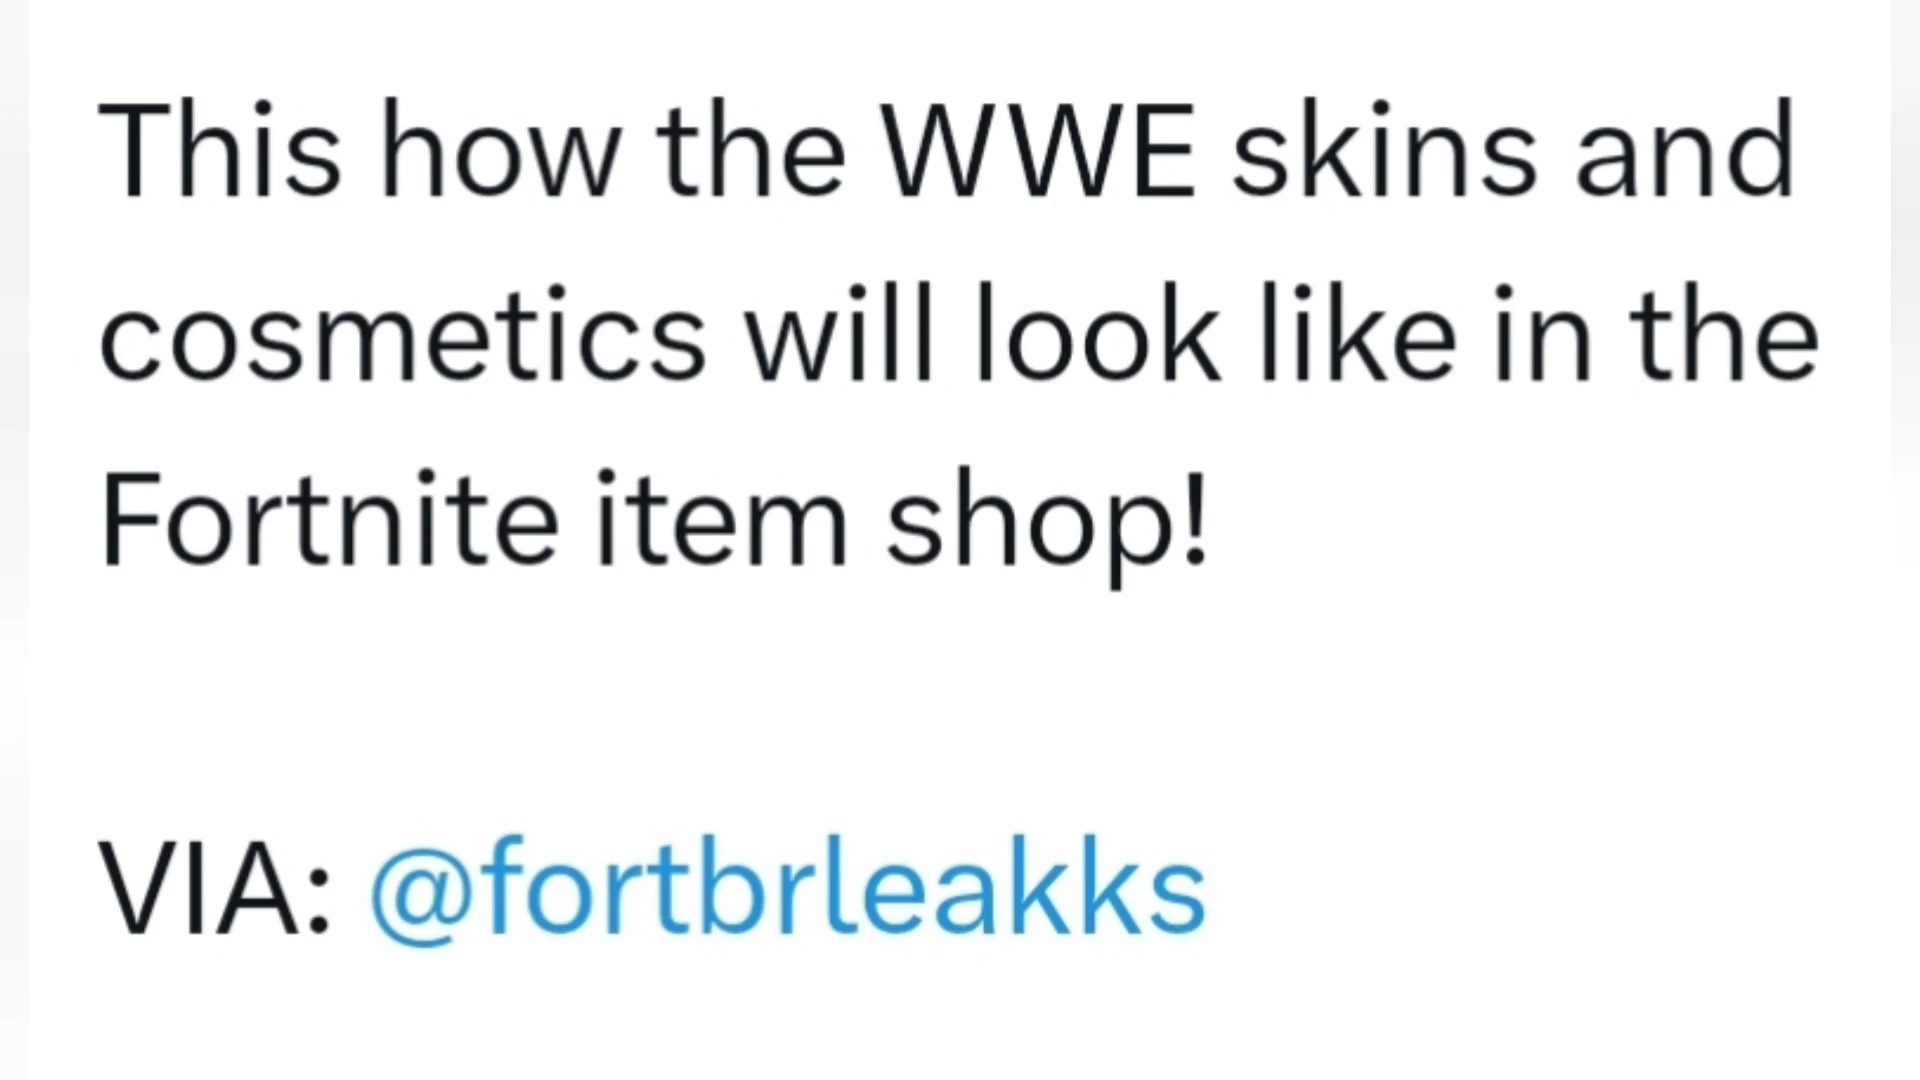 This how the WWE skins and
cosmetics will look like in the
Fortnite item shop!
VIA: @fortbrleakks